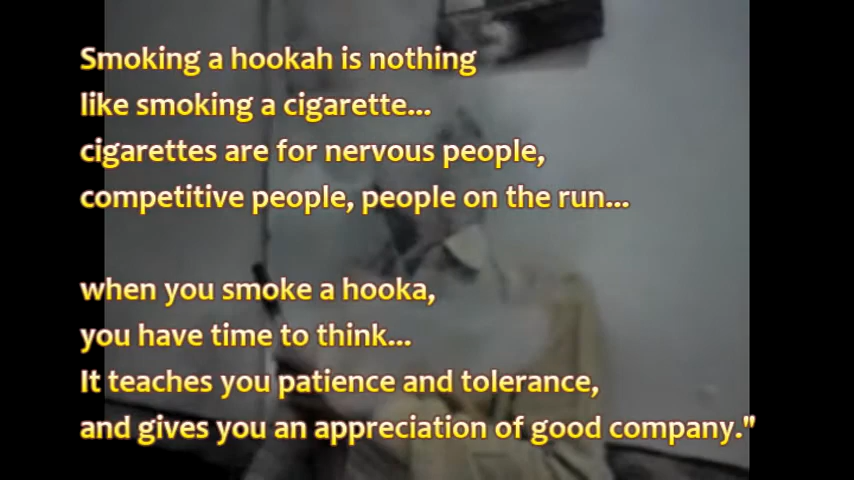 Smoking a hookah is nothing
like smoking a cigarette...
cigarettes are for nervous people,
competitive people, people on the run...
when you smoke a hooka,
you have time to think...
It teaches you patience and tolerance,
and gives you an appreciation of good company."